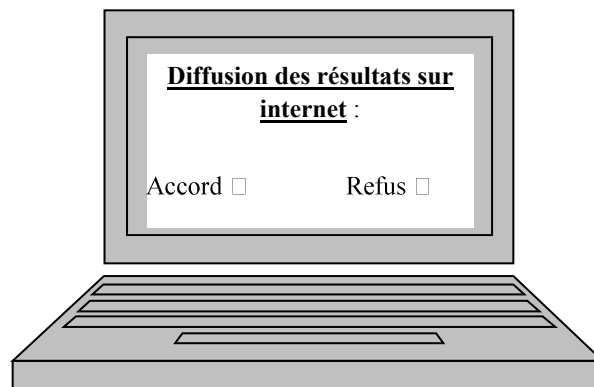 Diffusion des résultats sur
internet :
Accord □ Refus □